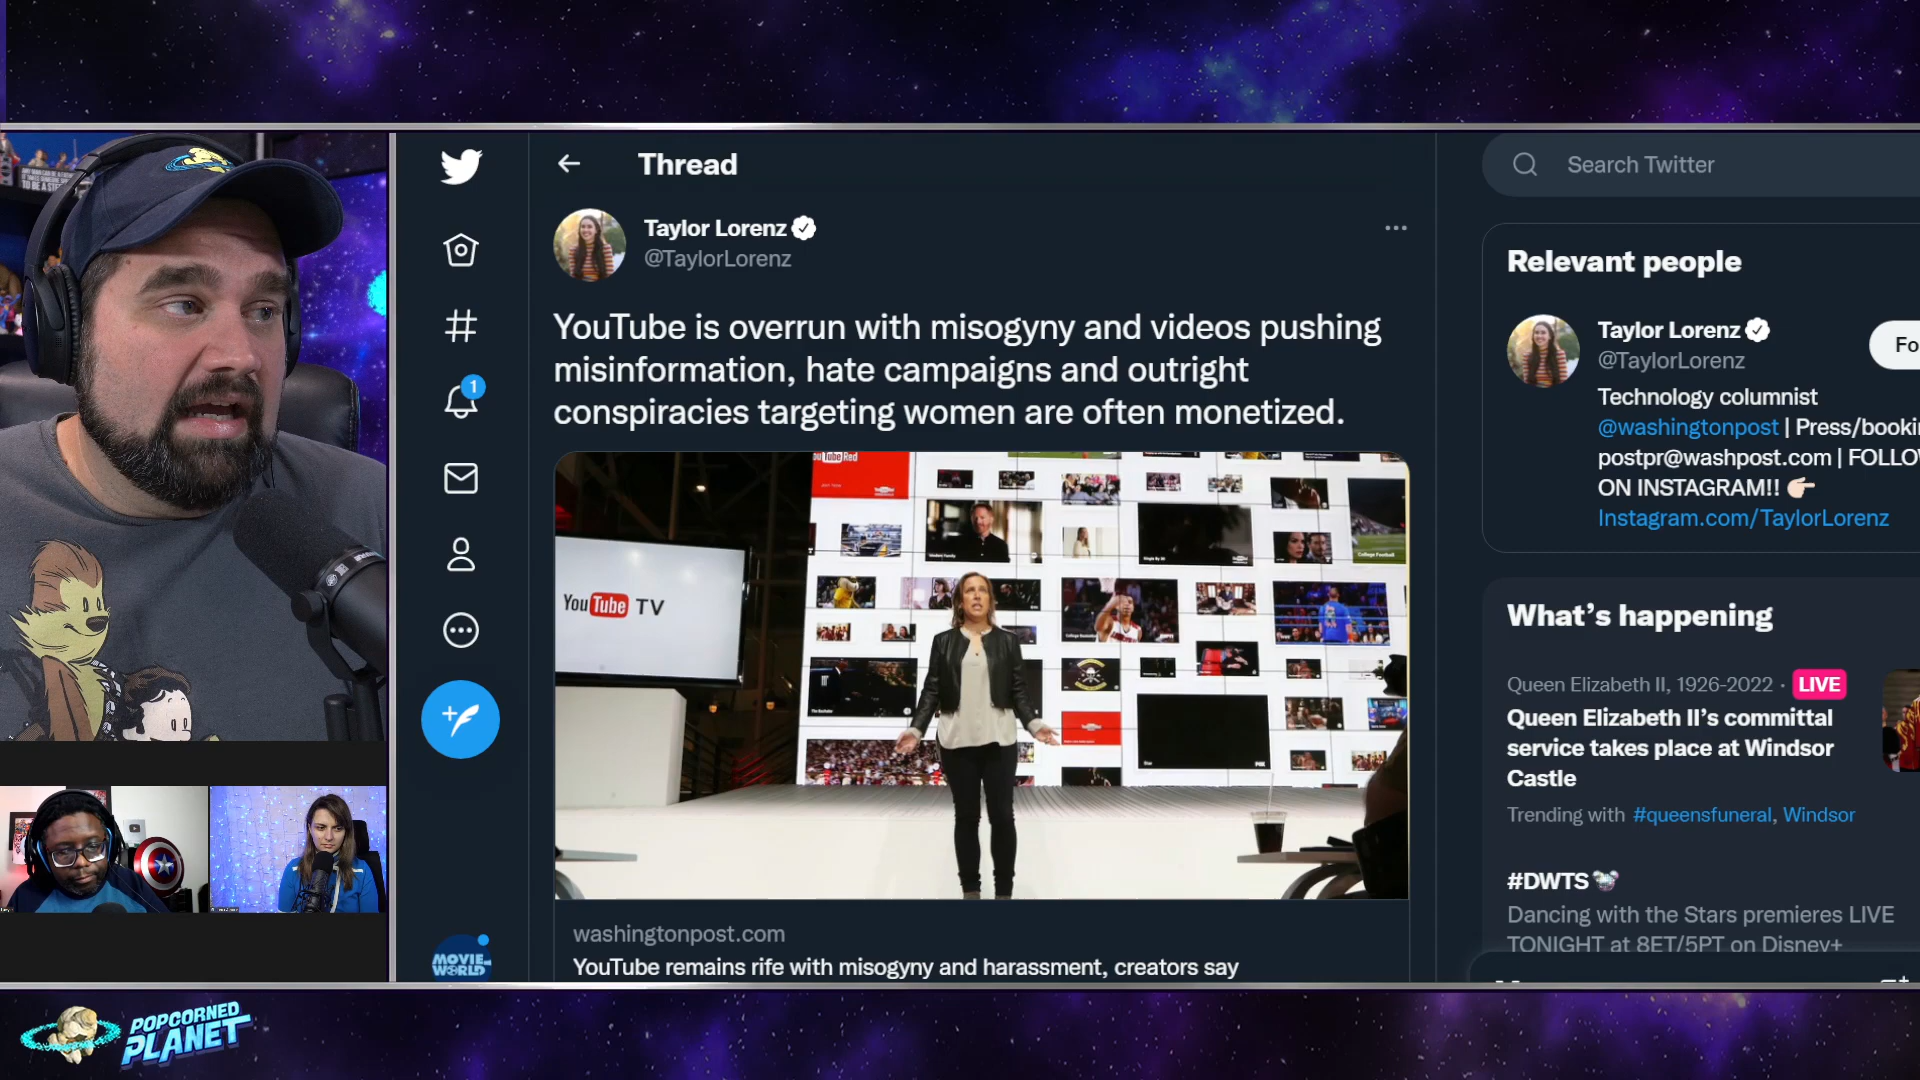 Thread
Search Twitter
Taylor Lorenz
@TaylorLorenz
YouTube is overrun with misogyny and videos pushing
misinformation, hate campaigns and outright
conspiracies targeting women are often monetized.
YouTube TV
washingtonpost.com
YouTube remains rife with misogyny and harassment, creators say
Relevant people
Taylor Lorenz
@TaylorLorenz
Fo
Technology columnist
@washingtonpost | Press/bookin
postpr@washpost.com | FOLLOW
ON INSTAGRAM!!
Instagram.com/TaylorLorenz
What's happening
Queen Elizabeth II, 1926-2022 · LIVE
Queen Elizabeth II's committal
service takes place at Windsor
Castle
Trending with #queensfuneral, Windsor
#DWTS
Dancing with the Stars premieres LIVE
TONIGHT at 8ET/5PT on Disney+
1
MOVIE-
WORLD
POPCORNED
PLANET